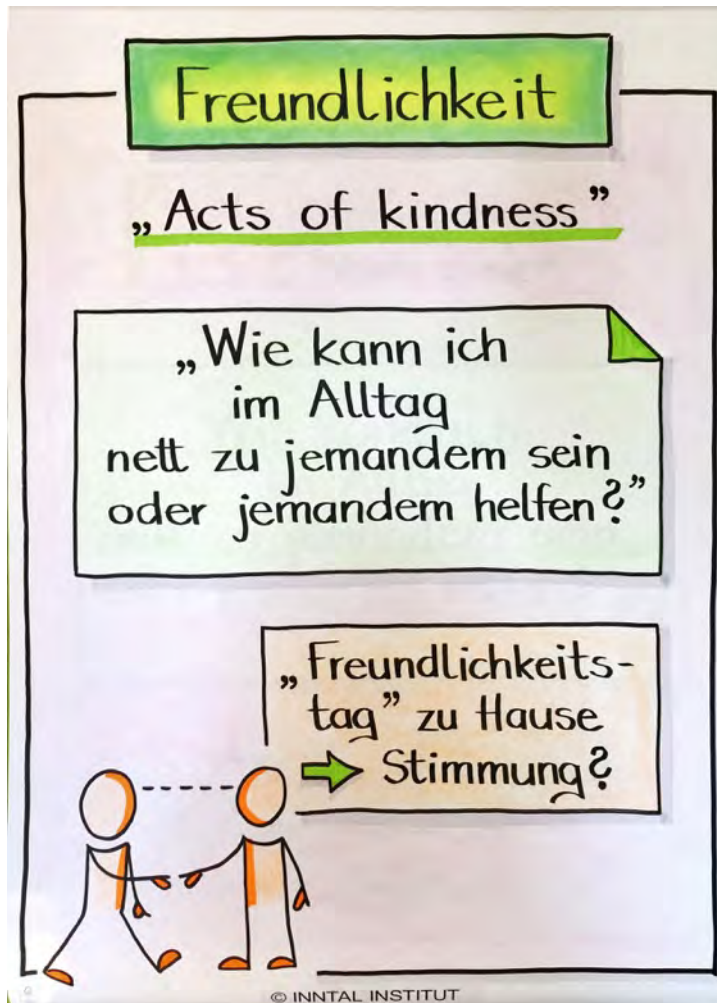 Freundlichkeit
„Acts of kindness”
„Wie kann ich
im Alltag
nett zu jemandem sein
oder jemandem helfen?”
„Freundlichkeits-
tag” zu Hause
Stimmung?
© INNTAL INSTITUT